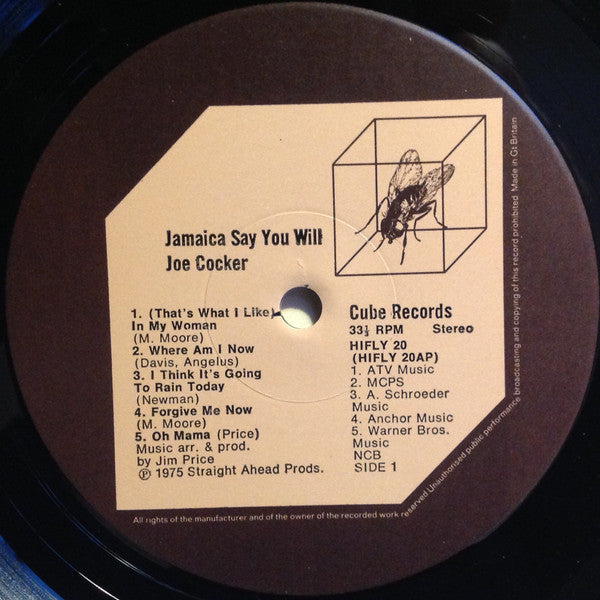 Jamaica Say You Will
Joe Cocker
1. (That's What I Like)
In My Woman
(M. Moore)
2. Where Am I Now
(Davis, Angelus)
3. I Think It's Going
To Rain Today
(Newman)
4. Forgive Me Now
(M. Moore)
5. Oh Mama (Price)
Music arr. & prod.
by Jim Price
℗ 1975 Straight Ahead Prods.
Cube Records
33⅓ RPM Stereo
HIFLY 20
(HIFLY 20AP)
1. ATV Music
2. MCPS
3. A. Schroeder
Music
4. Anchor Music
5. Warner Bros.
Music
NCB
SIDE 1
All rights of the manufacturer and of the owner of the recorded work reserved Unauthorised public performance broadcasting and copying of this record prohibited Made in Gt Britain